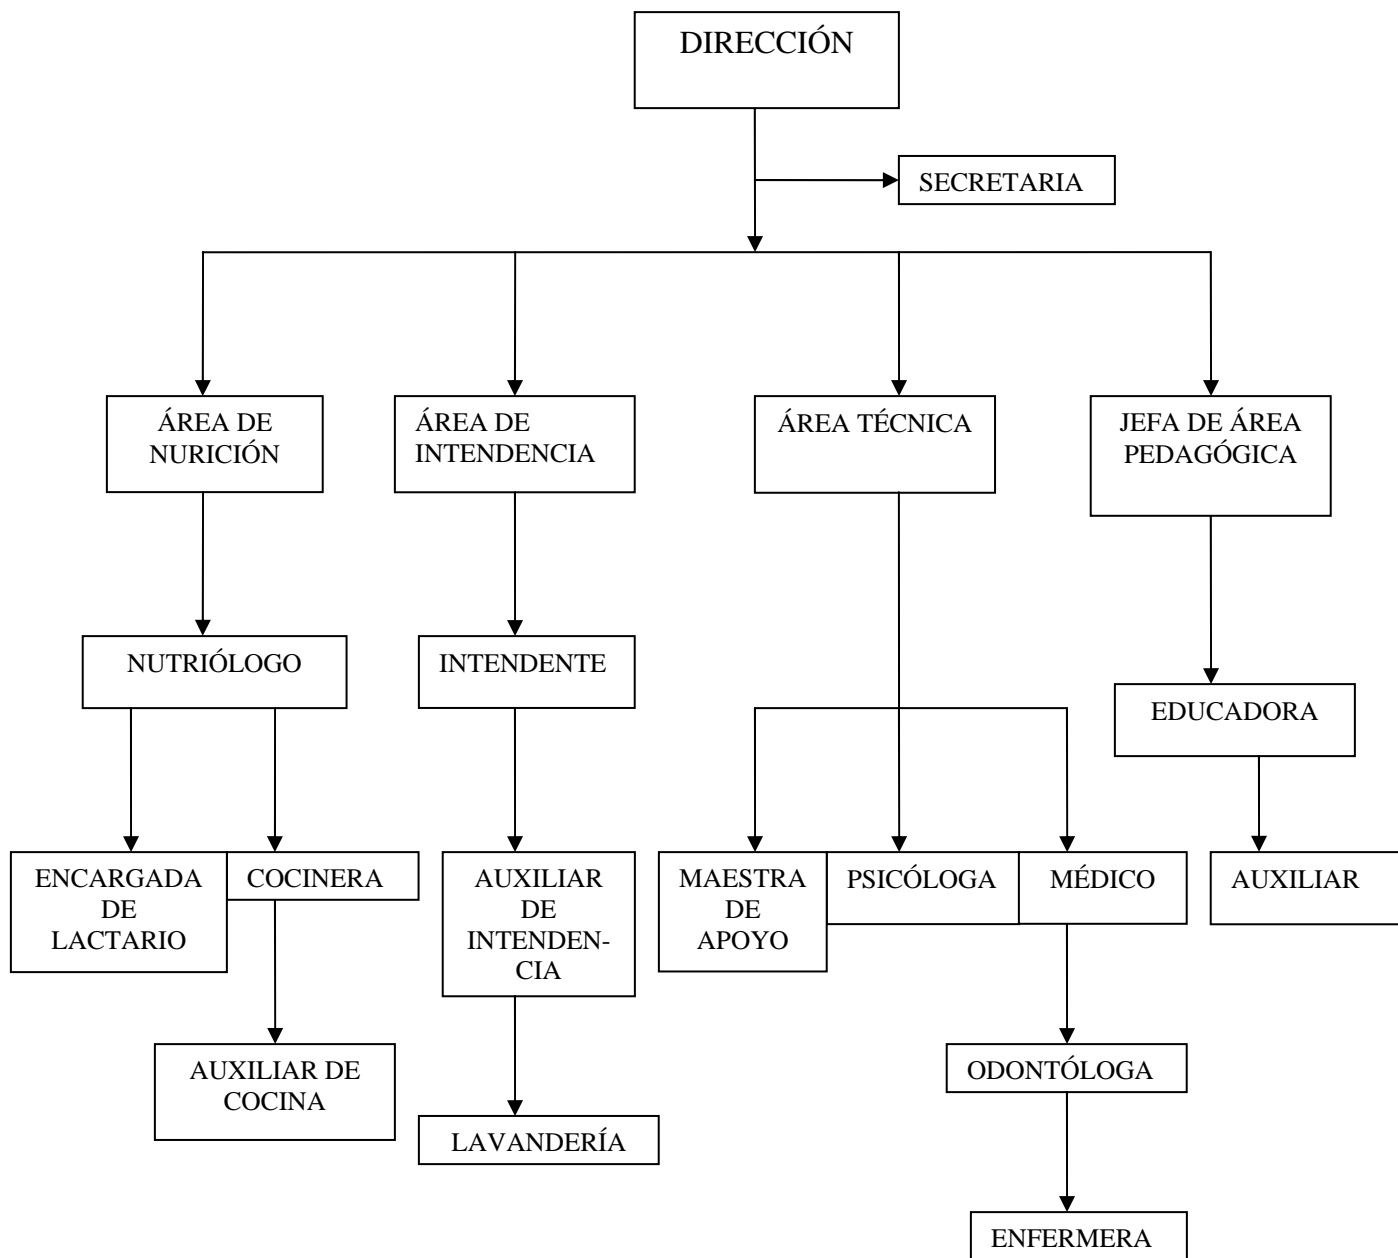 DIRECCIÓN
SECRETARIA
ÁREA DE
NURICIÓN
ÁREA DE
INTENDENCIA
ÁREA TÉCNICA
JEFA DE ÁREA
PEDAGÓGICA
NUTRIÓLOGO
INTENDENTE
EDUCADORA
ENCARGADA
DE
LACTARIO
COCINERA
AUXILIAR
DE
INTENDEN-
CIA
MAESTRA
DE
APOYO
PSICÓLOGA
MÉDICO
AUXILIAR
AUXILIAR DE
COCINA
ODONTÓLOGA
LAVANDERÍA
ENFERMERA